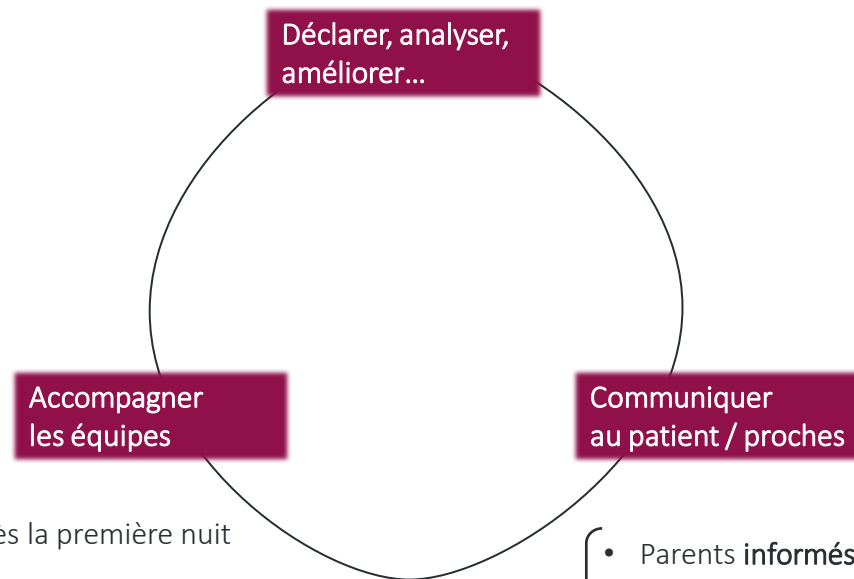 Déclarer, analyser,
améliorer…
Accompagner
les équipes
Communiquer
au patient / proches
la première nuit
• Parents informés